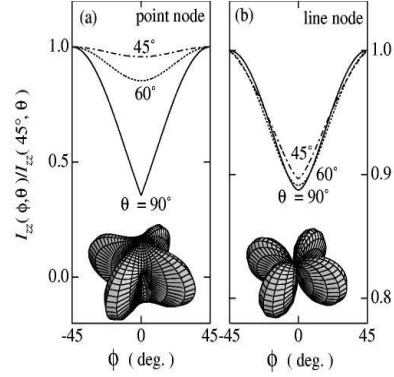 (a) point node
(b) line node
1.0
0.5
0.0
I_zz(ϕ,θ)/I_zz(45°,θ)
45°
60°
θ = 90°
-45 0 45
ϕ (deg.)
45°
60°
θ = 90°
1.0
0.9
0.8
-45 0 45
ϕ (deg.)